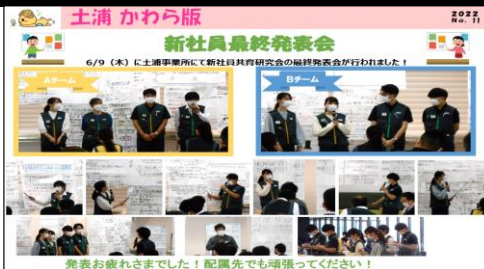 土浦 かわら版
2022
No. 11
新社員最終発表会
6/9（木）に土浦事業所にて新社員共育研究会の最終発表会が行われました！
Aチーム
Bチーム
発表お疲れさまでした！配属先でも頑張ってください！